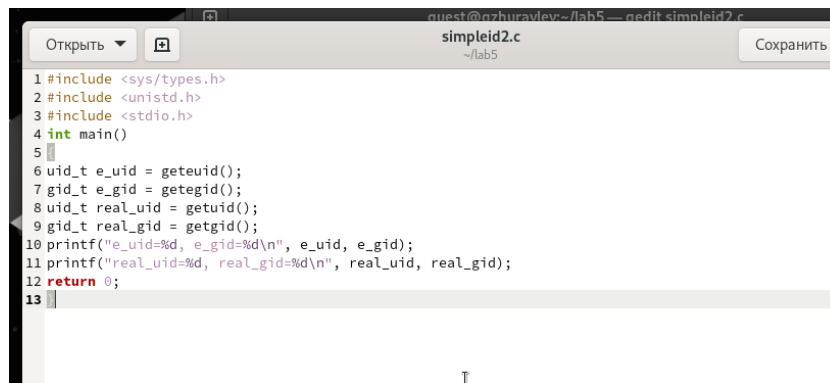 guest@gzhuravlev:~/lab5 — gedit simpleid2.c
Открыть
simpleid2.c
~/lab5
Сохранить
1 #include <sys/types.h>
2 #include <unistd.h>
3 #include <stdio.h>
4 int main()
5 {
6 uid_t e_uid = geteuid();
7 gid_t e_gid = getegid();
8 uid_t real_uid = getuid();
9 gid_t real_gid = getgid();
10 printf("e_uid=%d, e_gid=%d\n", e_uid, e_gid);
11 printf("real_uid=%d, real_gid=%d\n", real_uid, real_gid);
12 return 0;
13 }